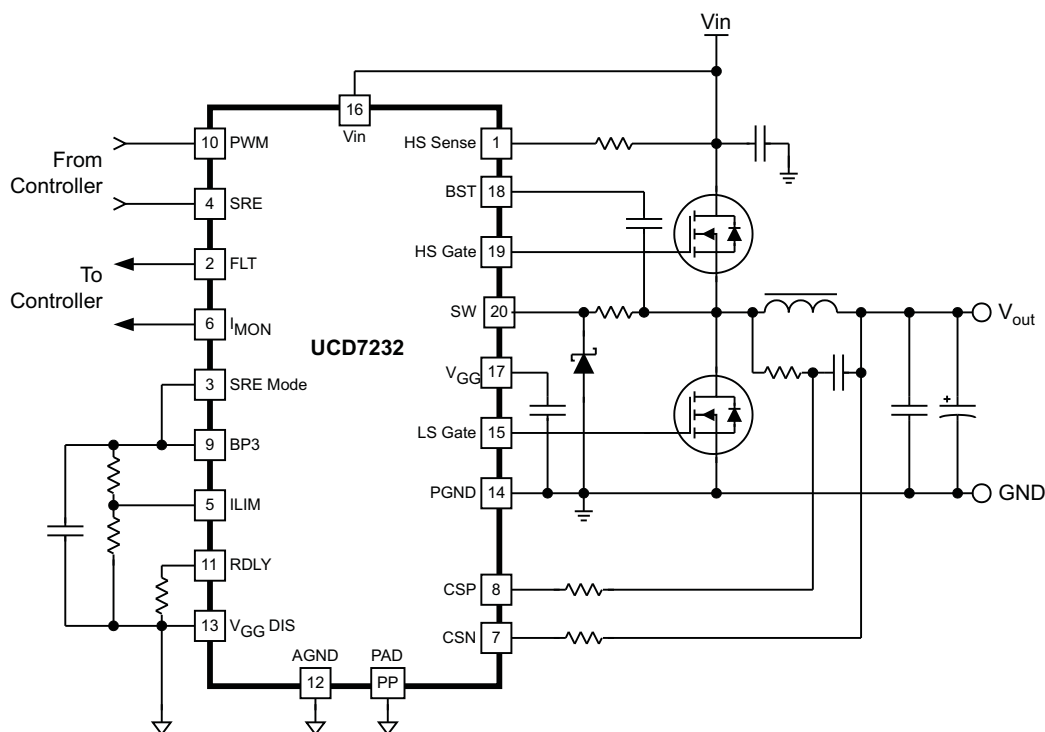 Vin
16
Vin
10 PWM
From
Controller
4 SRE
2 FLT
To
Controller
6 IMON
UCD7232
3 SRE Mode
9 BP3
5 ILIM
11 RDLY
13 VGG DIS
AGND
12
PAD
PP
HS Sense 1
BST 18
HS Gate 19
SW 20
VGG 17
LS Gate 15
PGND 14
CSP 8
CSN 7
Vout
+
GND